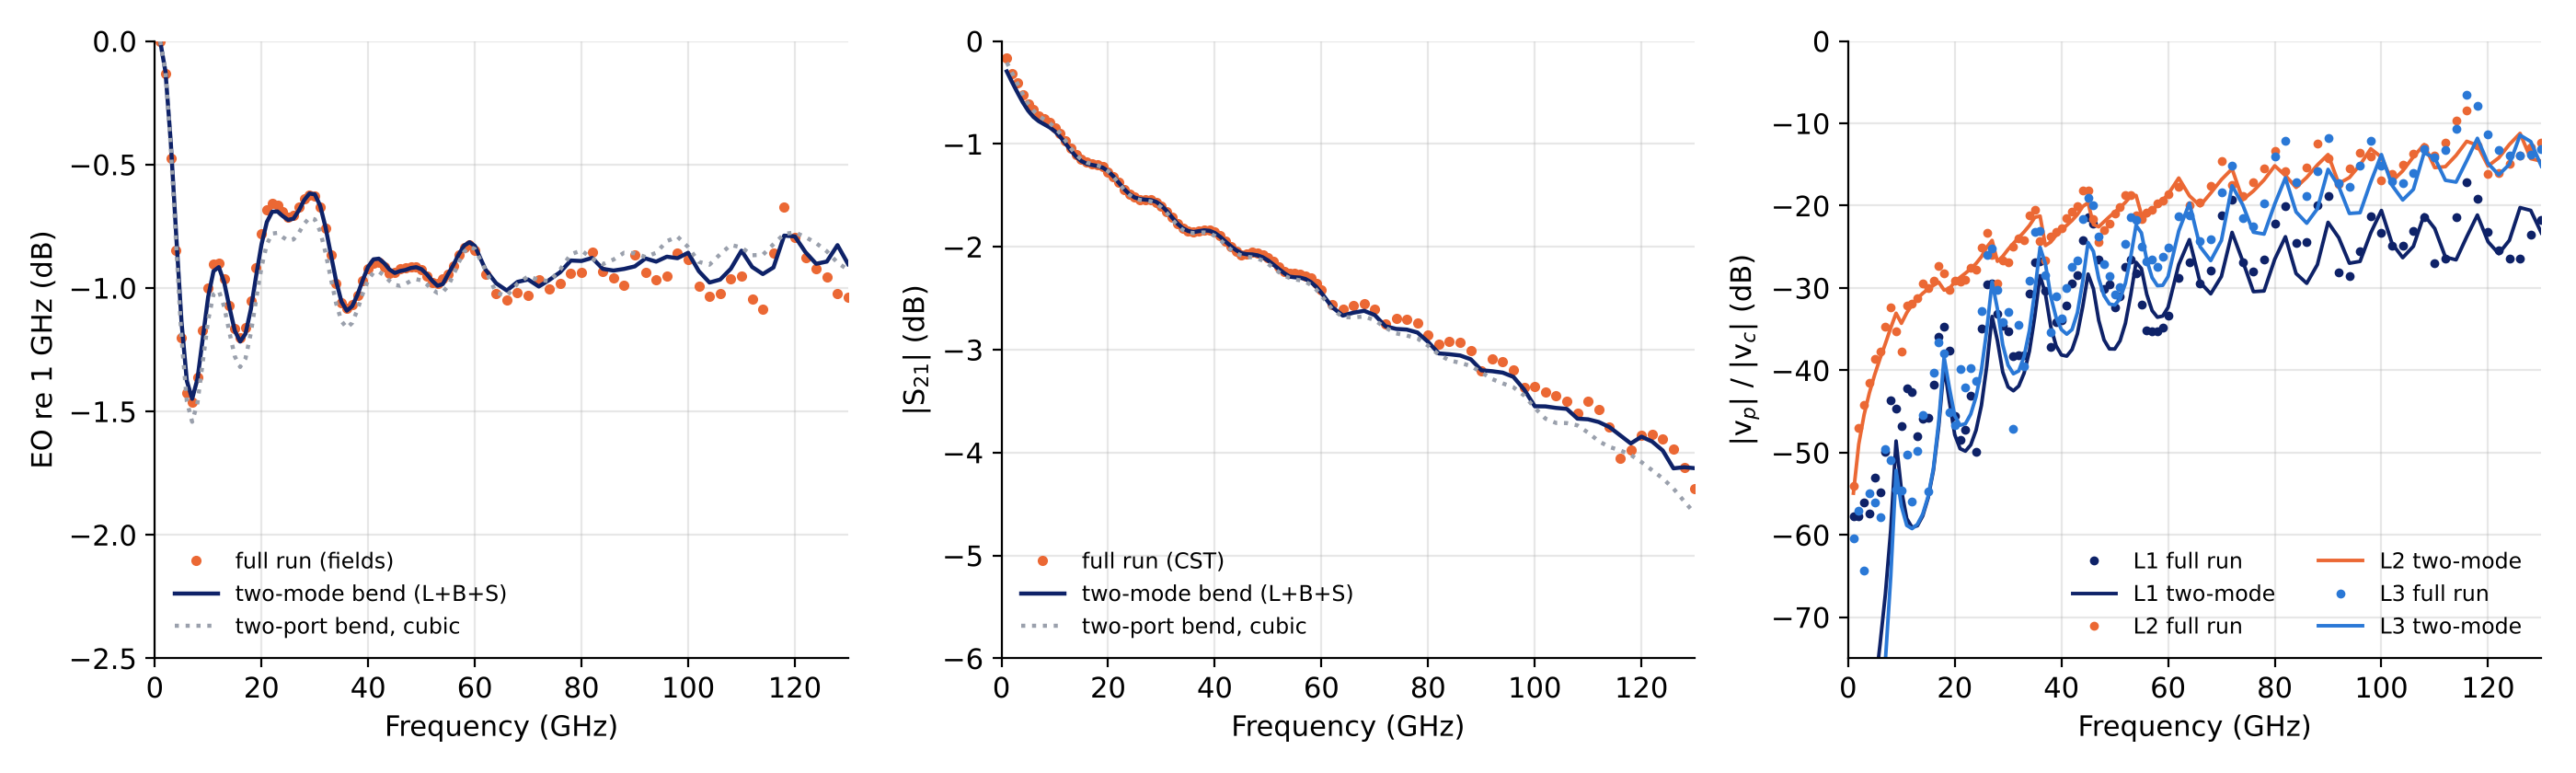 EO re 1 GHz (dB)
0.0
−0.5
−1.0
−1.5
−2.0
−2.5
0 20 40 60 80 100 120
Frequency (GHz)
full run (fields)
two-mode bend (L+B+S)
two-port bend, cubic
|S21| (dB)
0
−1
−2
−3
−4
−5
−6
0 20 40 60 80 100 120
Frequency (GHz)
full run (CST)
two-mode bend (L+B+S)
two-port bend, cubic
|vp| / |vc| (dB)
0
−10
−20
−30
−40
−50
−60
−70
0 20 40 60 80 100 120
Frequency (GHz)
L1 full run
L1 two-mode
L2 full run
L2 two-mode
L3 full run
L3 two-mode